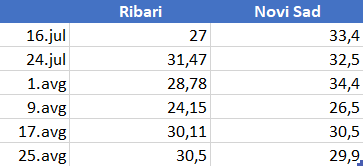 Ribari Novi Sad
16.jul 27 33,4
24.jul 31,47 32,5
1.avg 28,78 34,4
9.avg 24,15 26,5
17.avg 30,11 30,5
25.avg 30,5 29,9